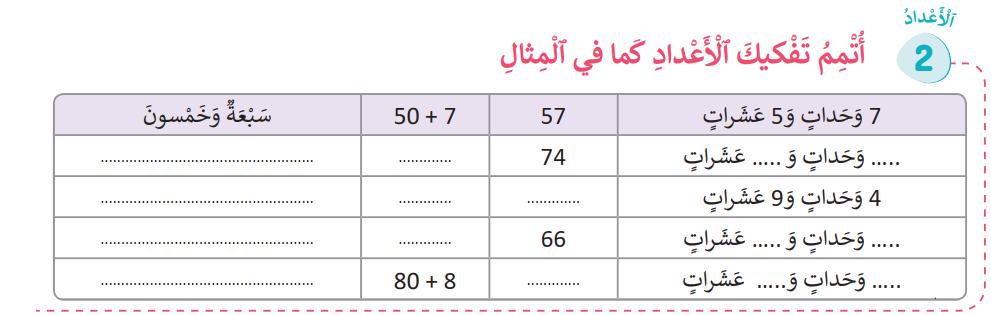 اَلْأَعْدادُ
2 أُتْمِمُ تَفْكيكَ ٱلْأَعْدادِ كَما في ٱلْمِثالِ
7 وَحَداتٍ وَ5 عَشَراتٍ 57 50 + 7 سَبْعَةٌ وَخَمْسونَ
..... وَحَداتٍ وَ ..... عَشَراتٍ 74 ............. ....................................................
4 وَحَداتٍ وَ9 عَشَراتٍ ............. ............. ....................................................
..... وَحَداتٍ وَ ..... عَشَراتٍ 66 ............. ....................................................
..... وَحَداتٍ وَ..... عَشَراتٍ ............. 80 + 8 ....................................................